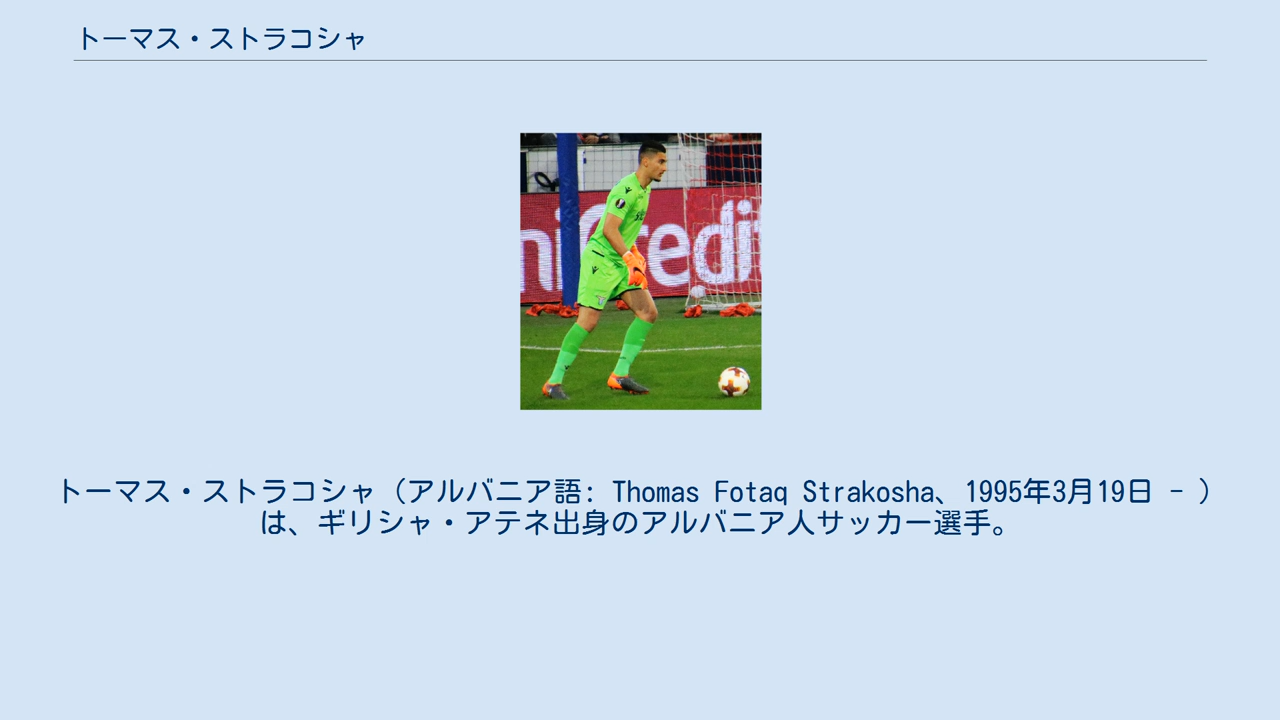 トーマス・ストラコシャ
niCredit
トーマス・ストラコシャ（アルバニア語: Thomas Fotaq Strakosha、1995年3月19日 - ）
は、ギリシャ・アテネ出身のアルバニア人サッカー選手。